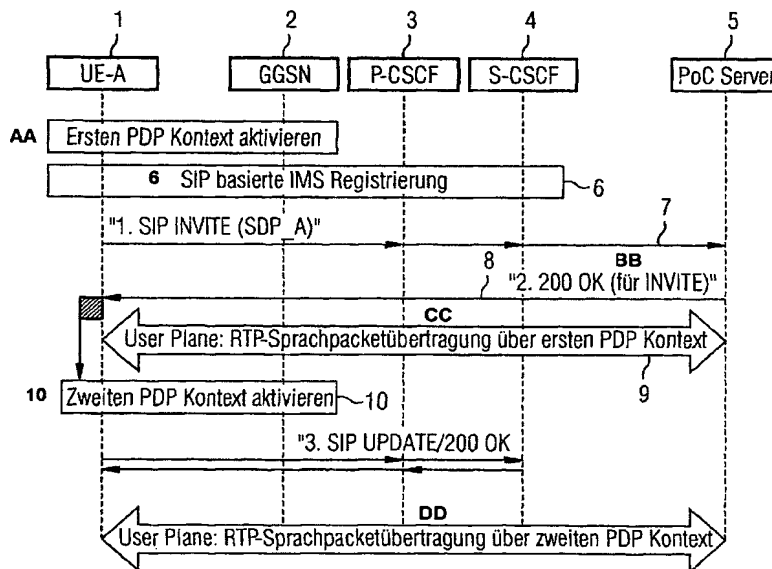 1 2 3 4 5
UE-A GGSN P-CSCF S-CSCF PoC Server
AA Ersten PDP Kontext aktivieren
6 SIP basierte IMS Registrierung 6
"1. SIP INVITE (SDP_A)" 7
BB
8 "2. 200 OK (für INVITE)"
CC
User Plane: RTP-Sprachpacketübertragung über ersten PDP Kontext
9
10 Zweiten PDP Kontext aktivieren 10
"3. SIP UPDATE/200 OK
DD
User Plane: RTP-Sprachpacketübertragung über zweiten PDP Kontext